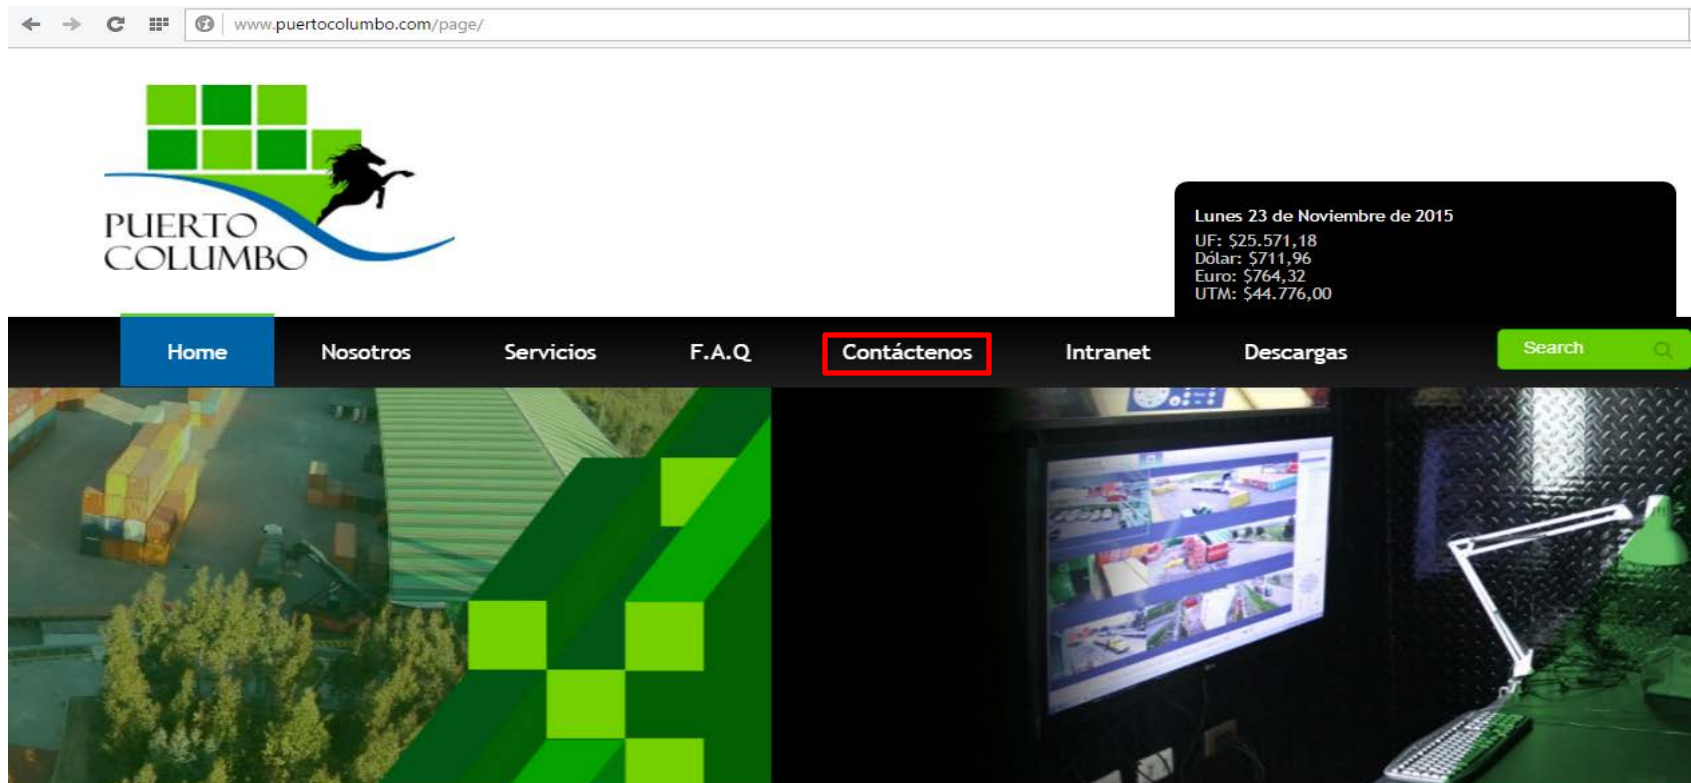 www.puertocolumbo.com/page/
PUERTO
COLUMBO
Lunes 23 de Noviembre de 2015
UF: $25.571,18
Dólar: $711,96
Euro: $764,32
UTM: $44.776,00
Home Nosotros Servicios F.A.Q Contáctenos Intranet Descargas Search